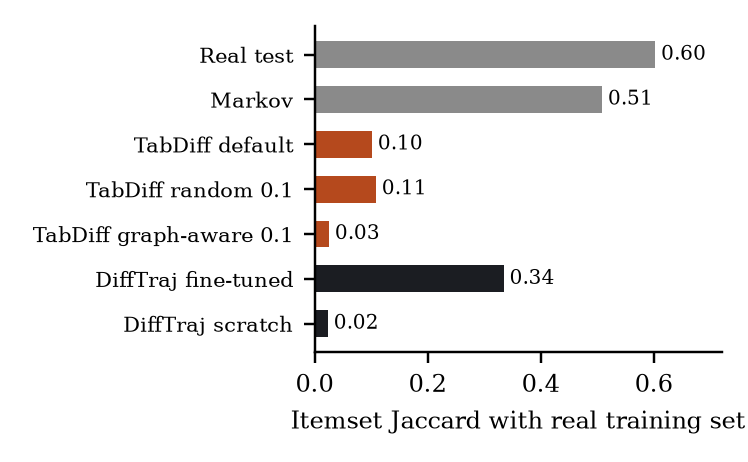 Real test 0.60
Markov 0.51
TabDiff default 0.10
TabDiff random 0.1 0.11
TabDiff graph-aware 0.1 0.03
DiffTraj fine-tuned 0.34
DiffTraj scratch 0.02
0.0 0.2 0.4 0.6
Itemset Jaccard with real training set